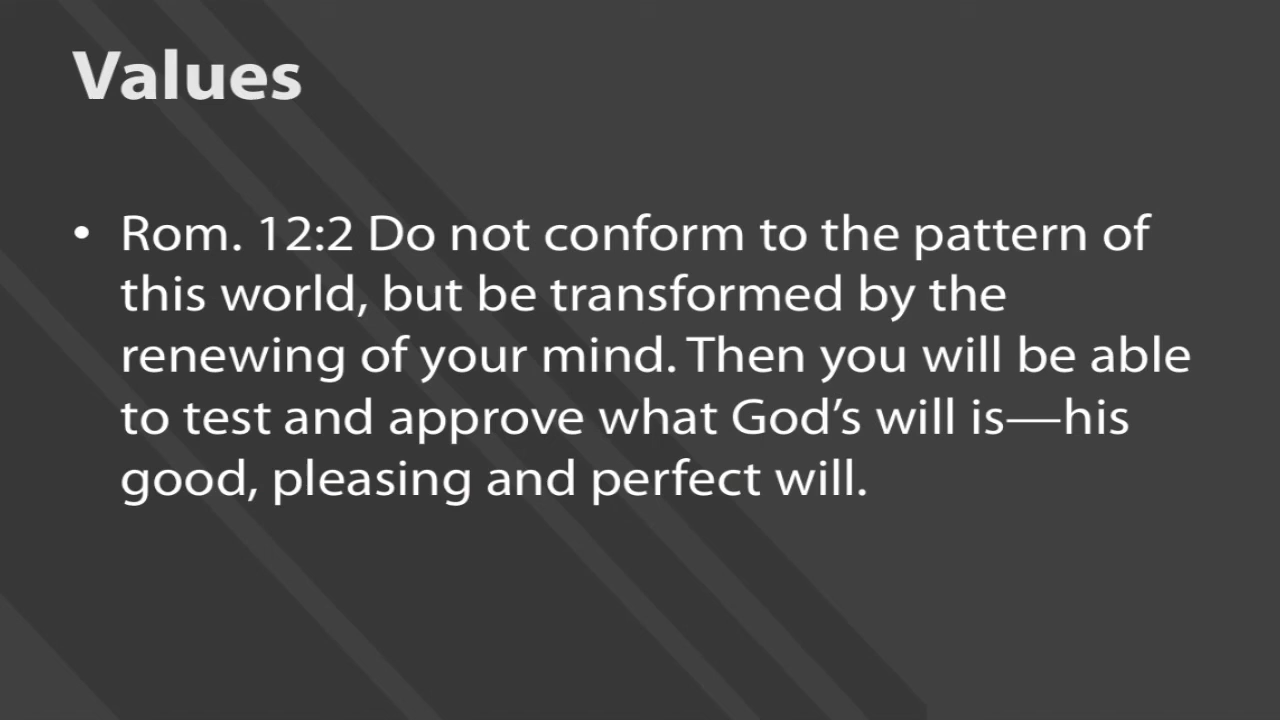 Values
• Rom. 12:2 Do not conform to the pattern of
this world, but be transformed by the
renewing of your mind. Then you will be able
to test and approve what God’s will is—his
good, pleasing and perfect will.